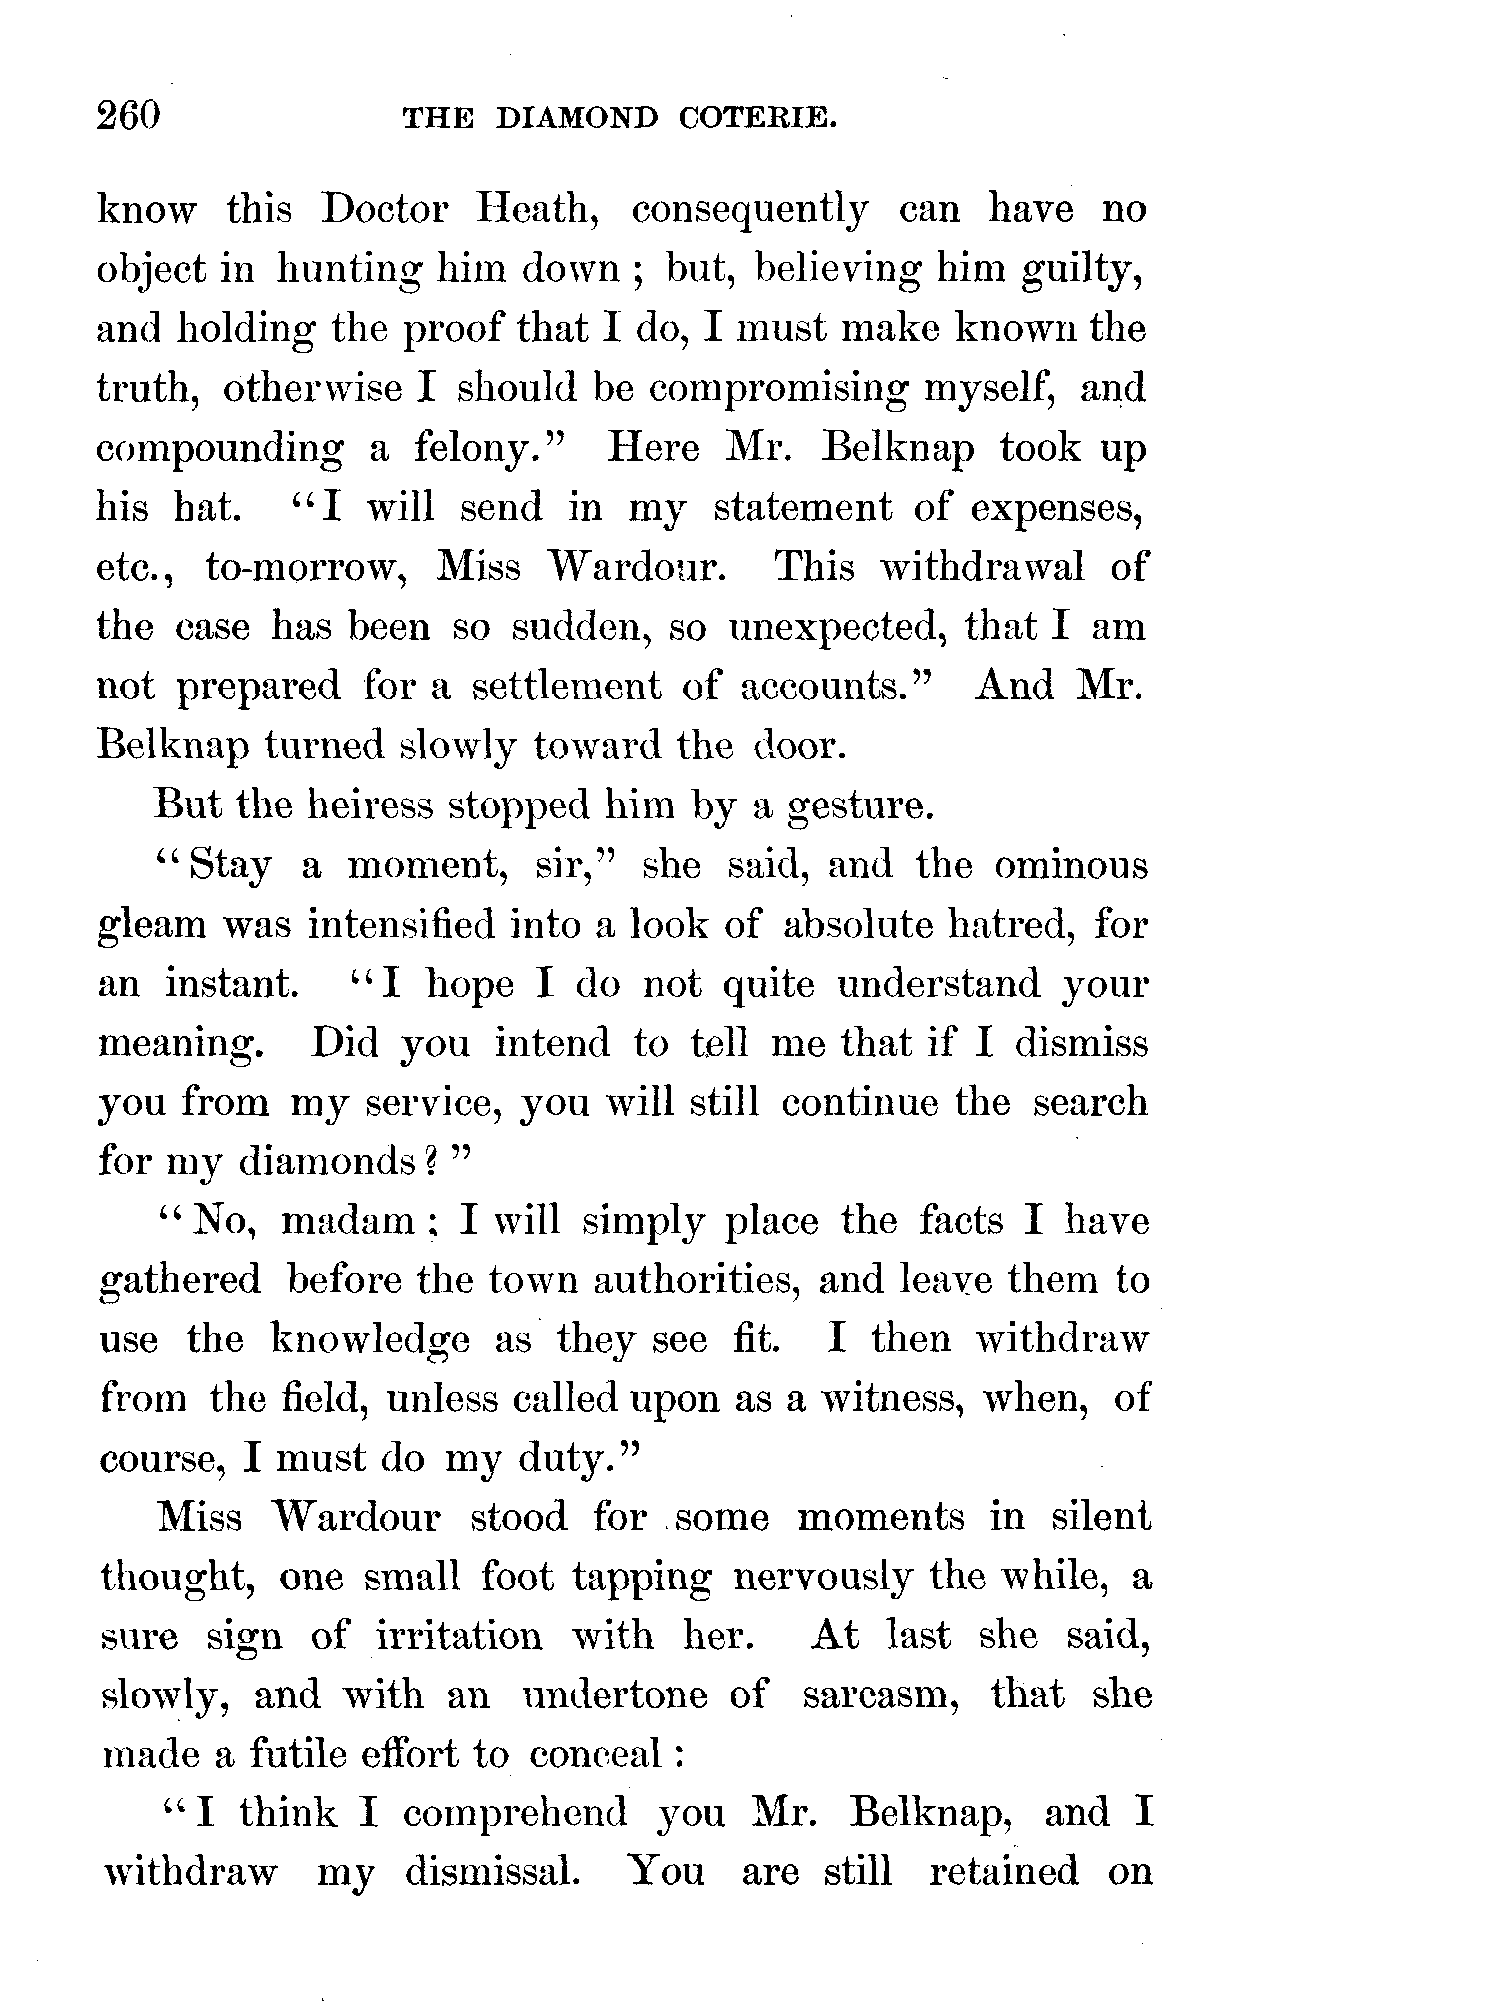 260 THE DIAMOND COTERIE.
know this Doctor Heath, consequently can have no
object in hunting him down ; but, believing him guilty,
and holding the proof that I do, I must make known the
truth, otherwise I should be compromising myself, and
compounding a felony.” Here Mr. Belknap took up
his hat. “I will send in my statement of expenses,
etc., to-morrow, Miss Wardour. This withdrawal of
the case has been so sudden, so unexpected, that I am
not prepared for a settlement of accounts.” And Mr.
Belknap turned slowly toward the door.
But the heiress stopped him by a gesture.
“Stay a moment, sir,” she said, and the ominous
gleam was intensified into a look of absolute hatred, for
an instant. “I hope I do not quite understand your
meaning. Did you intend to tell me that if I dismiss
you from my service, you will still continue the search
for my diamonds ? ”
“No, madam ; I will simply place the facts I have
gathered before the town authorities, and leave them to
use the knowledge as they see fit. I then withdraw
from the field, unless called upon as a witness, when, of
course, I must do my duty.”
Miss Wardour stood for some moments in silent
thought, one small foot tapping nervously the while, a
sure sign of irritation with her. At last she said,
slowly, and with an undertone of sarcasm, that she
made a futile effort to conceal :
“I think I comprehend you Mr. Belknap, and I
withdraw my dismissal. You are still retained on